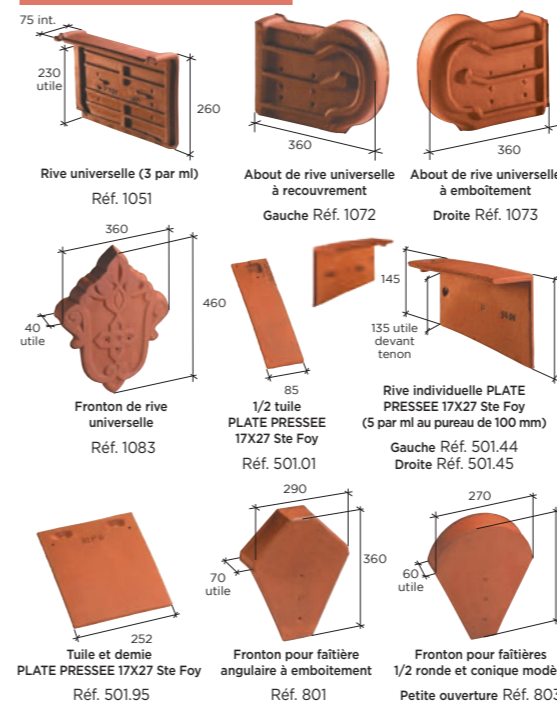 75 int.
230
utile
260
Rive universelle (3 par ml)
Réf. 1051
360
About de rive universelle
à recouvrement
Gauche Réf. 1072
360
About de rive universelle
à emboîtement
Droite Réf. 1073
360
460
40
utile
Fronton de rive
universelle
Réf. 1083
85
1/2 tuile
PLATE PRESSEE
17X27 Ste Foy
Réf. 501.01
145
135 utile
devant
tenon
Rive individuelle PLATE
PRESSEE 17X27 Ste Foy
(5 par ml au pureau de 100 mm)
Gauche Réf. 501.44
Droite Réf. 501.45
252
Tuile et demie
PLATE PRESSEE 17X27 Ste Foy
Réf. 501.95
290
360
70
utile
Fronton pour faîtière
angulaire à emboitement
Réf. 801
270
60
utile
Fronton pour faîtières
1/2 ronde et conique modè
Petite ouverture Réf. 803